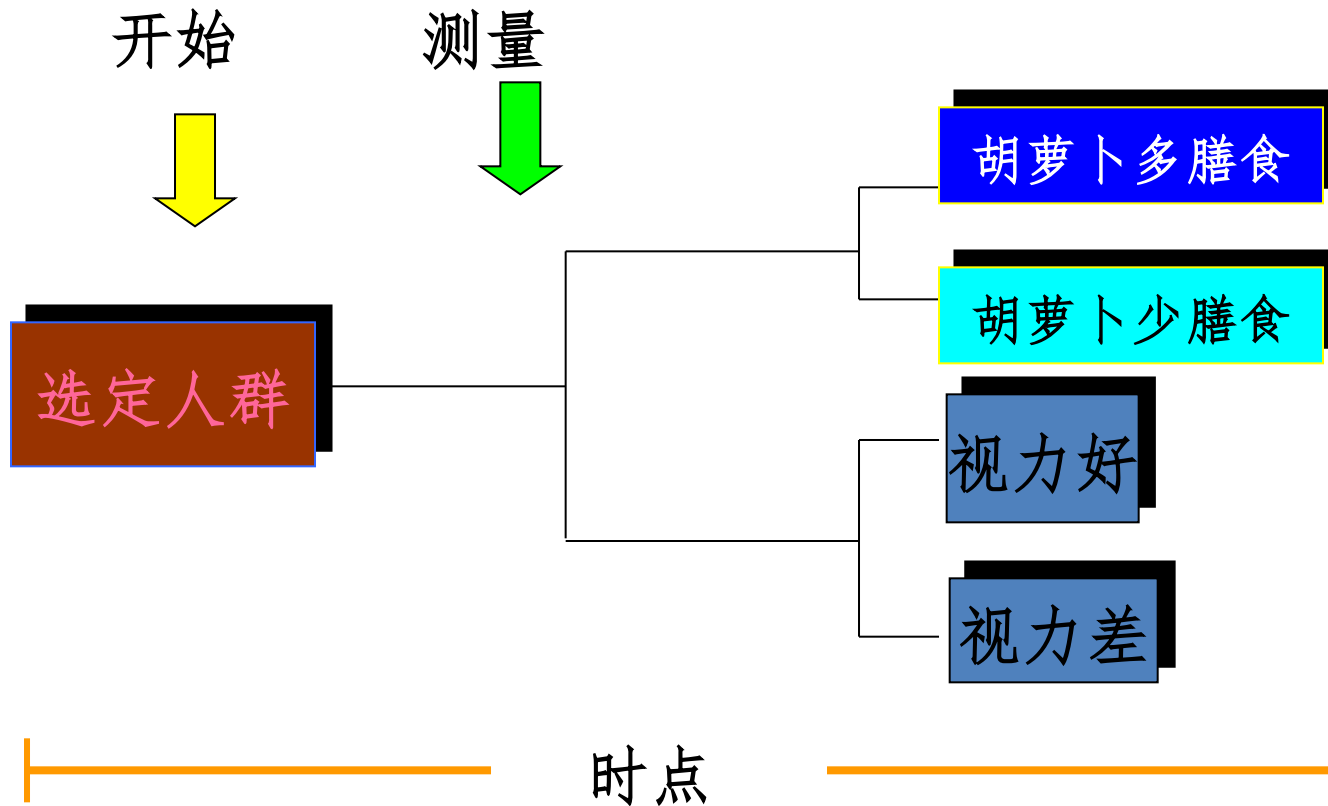 开始
测量
胡萝卜多膳食
胡萝卜少膳食
选定人群
视力好
视力差
时点